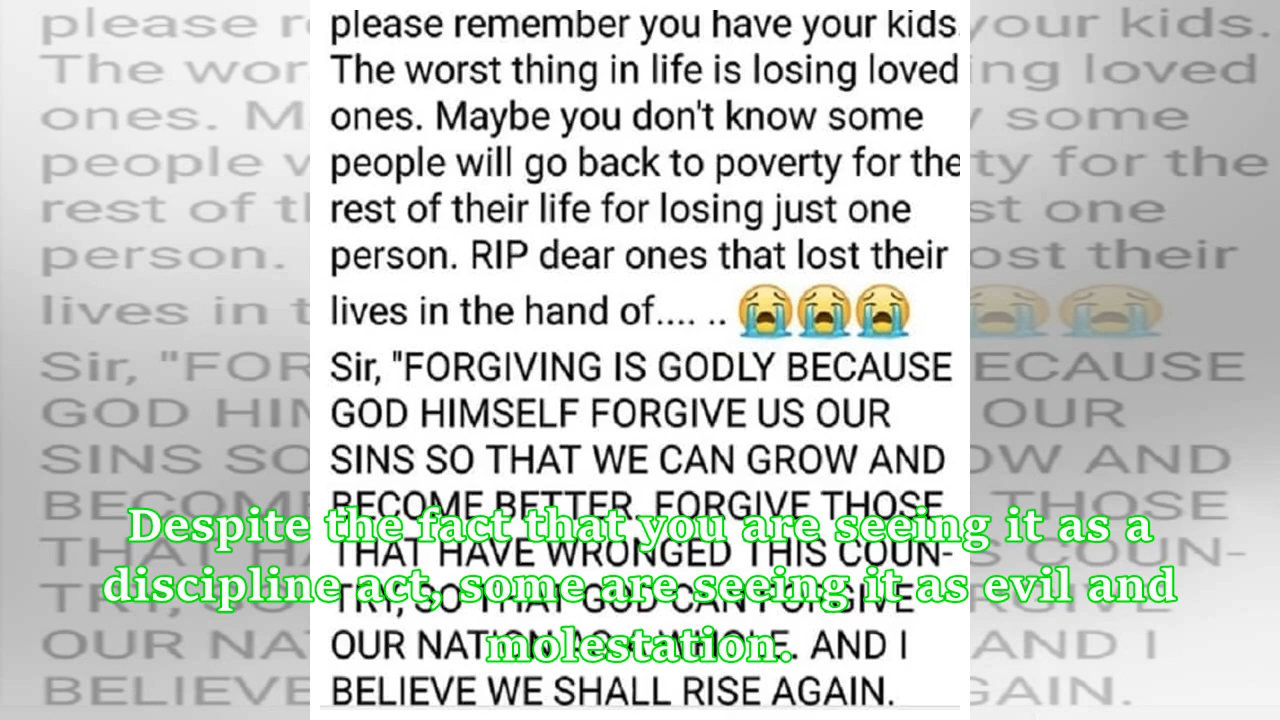 please remember you have your kids.
The worst thing in life is losing loved
ones. Maybe you don't know some
people will go back to poverty for the
rest of their life for losing just one
person. RIP dear ones that lost their
lives in the hand of.... .. 😭😭😭
Sir, "FORGIVING IS GODLY BECAUSE
GOD HIMSELF FORGIVE US OUR
SINS SO THAT WE CAN GROW AND
BECOME BETTER. FORGIVE THOSE
THAT HAVE WRONGED THIS COUN-
TRY, SO THAT GOD CAN FORGIVE
OUR NATION AS A WHOLE. AND I
BELIEVE WE SHALL RISE AGAIN.
Despite the fact that you are seeing it as a
discipline act, some are seeing it as evil and
molestation.